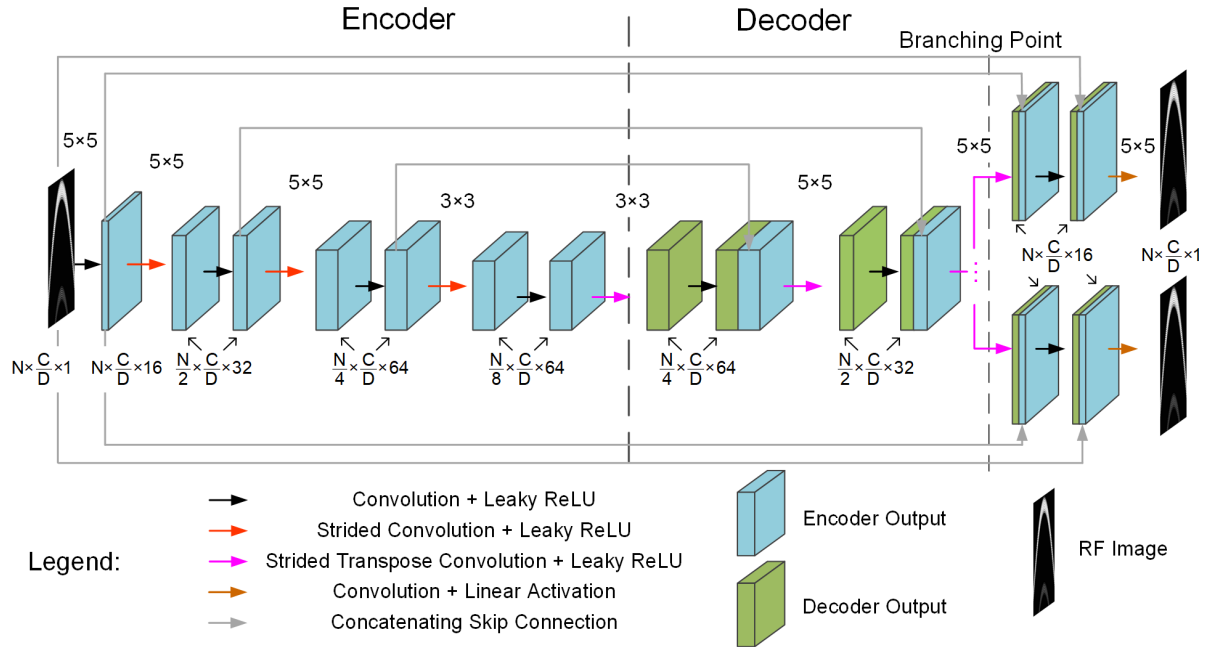 Encoder
Decoder
Branching Point
5×5
5×5
5×5
3×3
3×3
5×5
5×5
5×5
N×C/D×1
N×C/D×16
N/2×C/D×32
N/4×C/D×64
N/8×C/D×64
N/4×C/D×64
N/2×C/D×32
N×C/D×16
N×C/D×1
Legend:
Convolution + Leaky ReLU
Strided Convolution + Leaky ReLU
Strided Transpose Convolution + Leaky ReLU
Convolution + Linear Activation
Concatenating Skip Connection
Encoder Output
Decoder Output
RF Image